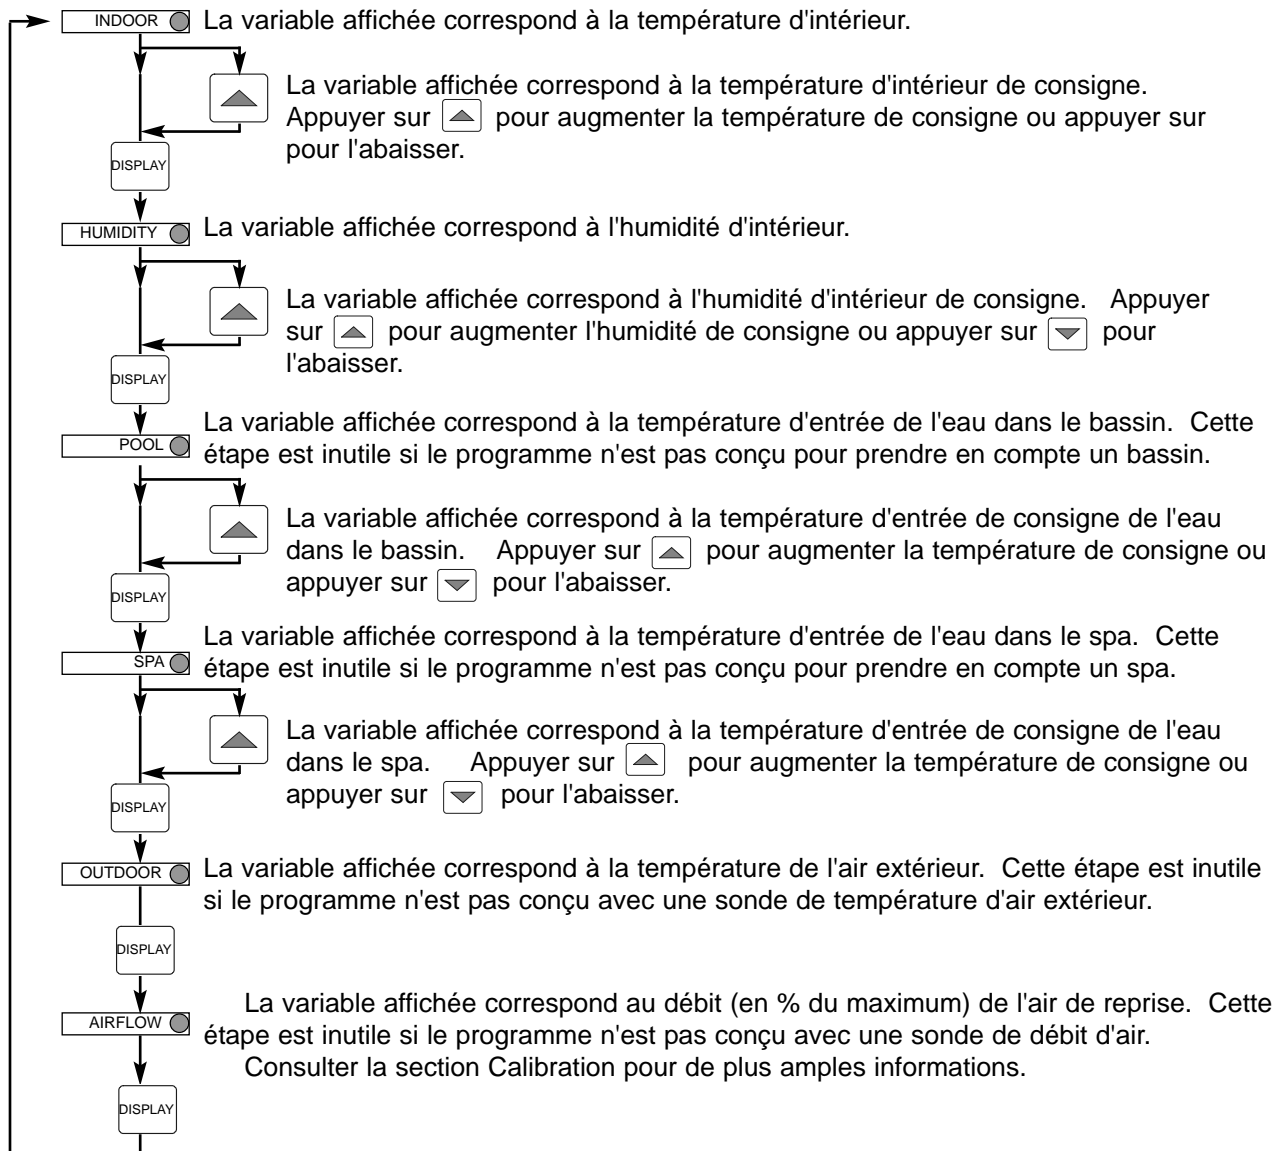 INDOOR La variable affichée correspond à la température d'intérieur.
La variable affichée correspond à la température d'intérieur de consigne.
Appuyer sur pour augmenter la température de consigne ou appuyer sur
pour l'abaisser.
DISPLAY
HUMIDITY La variable affichée correspond à l'humidité d'intérieur.
La variable affichée correspond à l'humidité d'intérieur de consigne. Appuyer
sur pour augmenter l'humidité de consigne ou appuyer sur pour
l'abaisser.
DISPLAY
La variable affichée correspond à la température d'entrée de l'eau dans le bassin. Cette
POOL étape est inutile si le programme n'est pas conçu pour prendre en compte un bassin.
La variable affichée correspond à la température d'entrée de consigne de l'eau
dans le bassin. Appuyer sur pour augmenter la température de consigne ou
appuyer sur pour l'abaisser.
DISPLAY
La variable affichée correspond à la température d'entrée de l'eau dans le spa. Cette
SPA étape est inutile si le programme n'est pas conçu pour prendre en compte un spa.
La variable affichée correspond à la température d'entrée de consigne de l'eau
dans le spa. Appuyer sur pour augmenter la température de consigne ou
appuyer sur pour l'abaisser.
DISPLAY
OUTDOOR La variable affichée correspond à la température de l'air extérieur. Cette étape est inutile
si le programme n'est pas conçu avec une sonde de température d'air extérieur.
DISPLAY
La variable affichée correspond au débit (en % du maximum) de l'air de reprise. Cette
AIRFLOW étape est inutile si le programme n'est pas conçu avec une sonde de débit d'air.
Consulter la section Calibration pour de plus amples informations.
DISPLAY